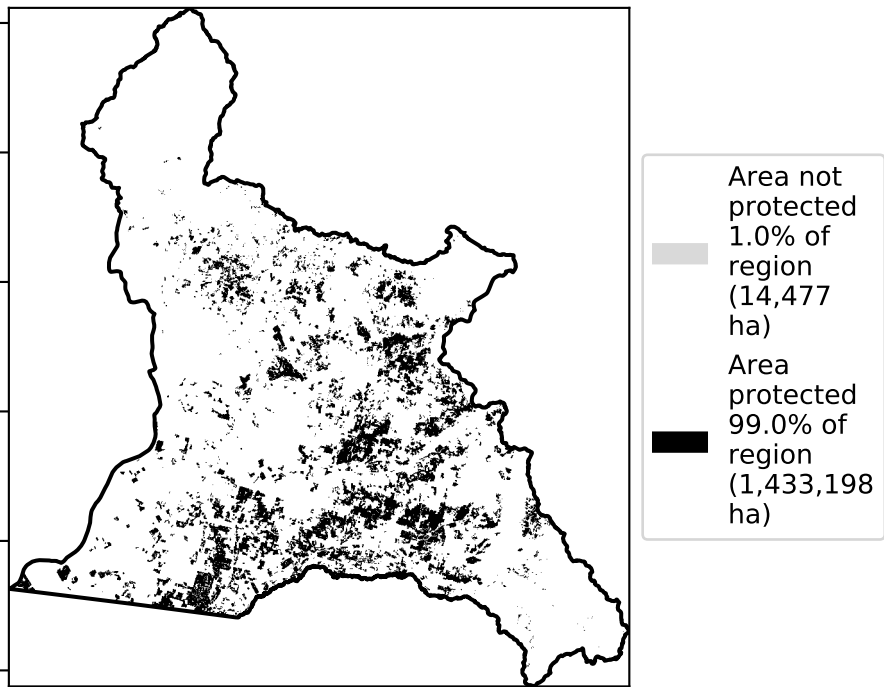 Area not
protected
1.0% of
region
(14,477
ha)
Area
protected
99.0% of
region
(1,433,198
ha)